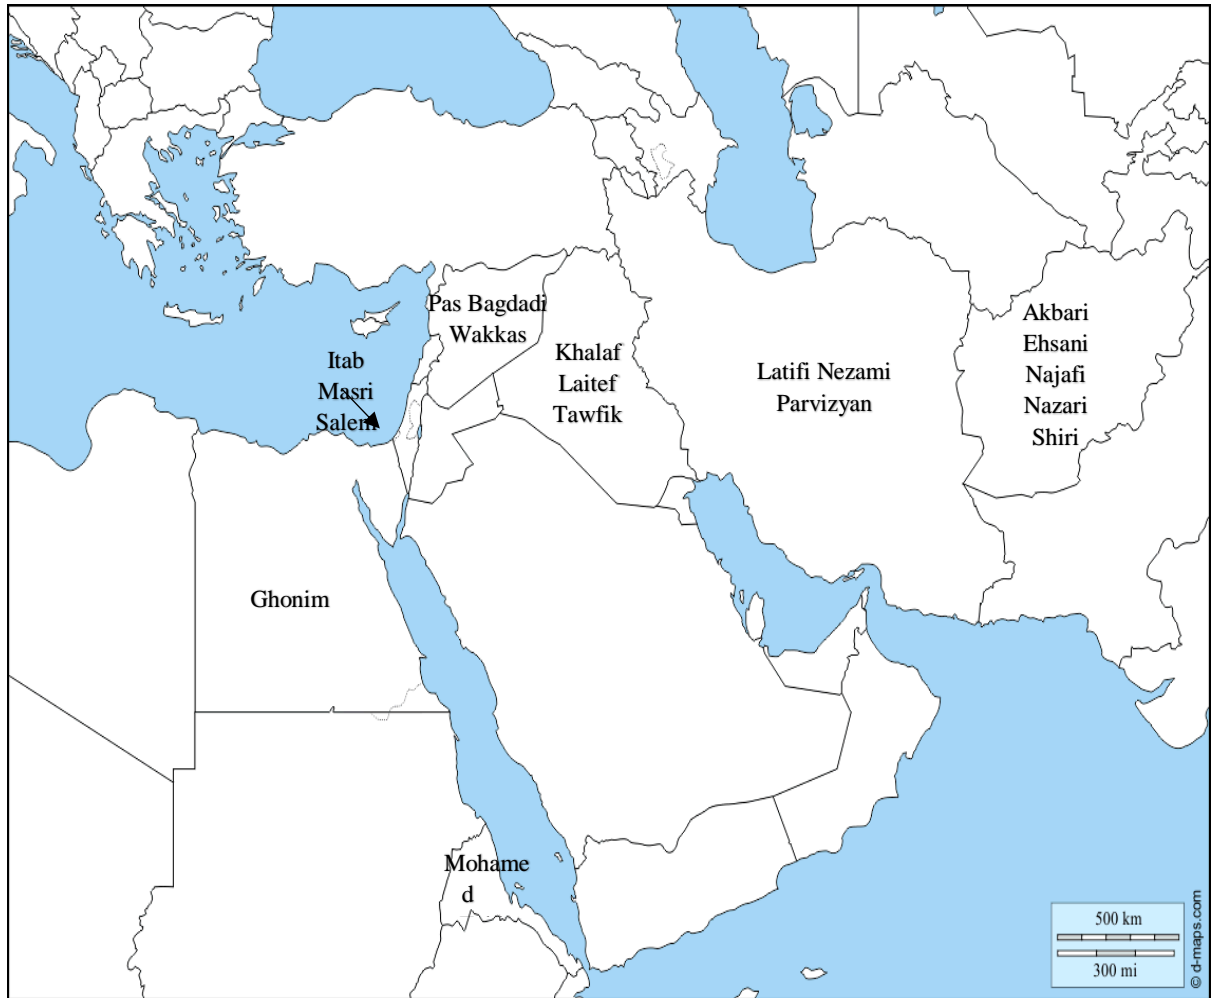 Pas Bagdadi
Wakkas
Itab
Masri
Salem
Khalaf
Laitef
Tawfik
Latifi Nezami
Parvizyan
Akbari
Ehsani
Najafi
Nazari
Shiri
Ghonim
Mohame
d
500 km
300 mi
© d-maps.com